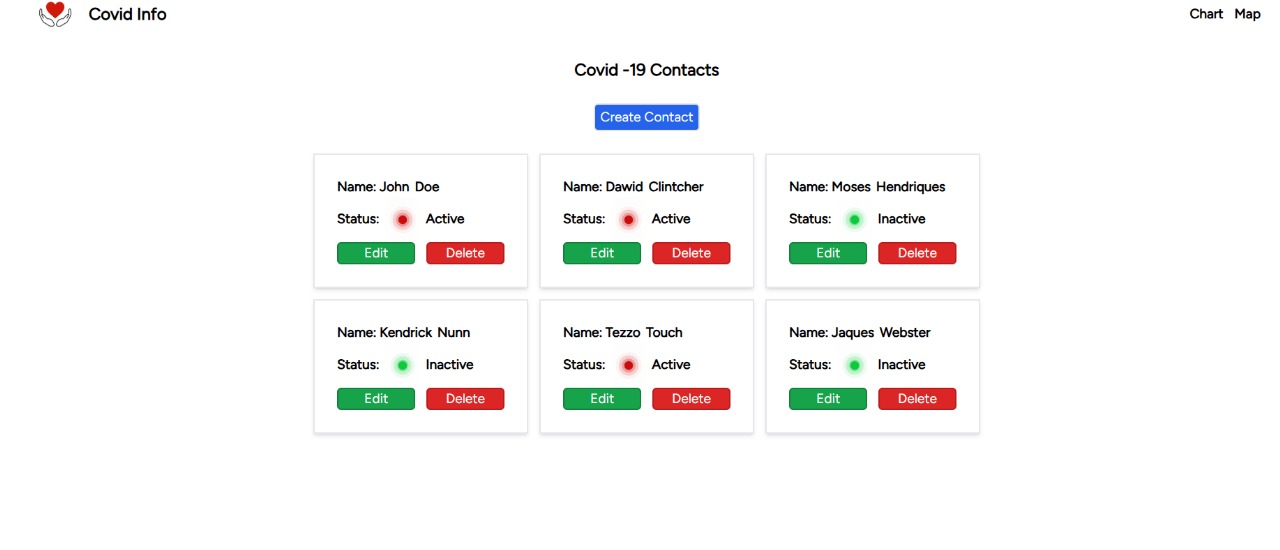 Covid Info
Chart Map
Covid -19 Contacts
Create Contact
Name: John Doe
Status: Active
Edit Delete
Name: Dawid Clintcher
Status: Active
Edit Delete
Name: Moses Hendriques
Status: Inactive
Edit Delete
Name: Kendrick Nunn
Status: Inactive
Edit Delete
Name: Tezzo Touch
Status: Active
Edit Delete
Name: Jaques Webster
Status: Inactive
Edit Delete